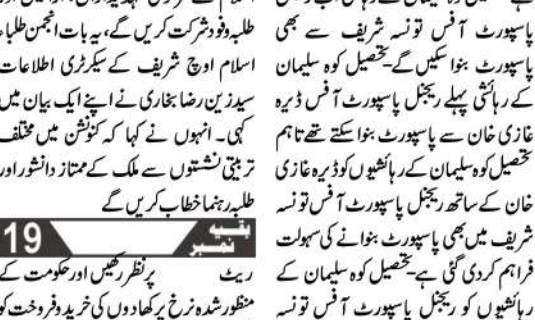 پاسپورٹ آفس تونسہ شریف سے بھی
پاسپورٹ بنوا سکیں گے۔تحصیل کوہ سلیمان
کے رہائشی پہلے ریجنل پاسپورٹ آفس ڈیرہ
غازی خان سے پاسپورٹ بنوا سکتے تھے تاہم
تحصیل کوہ سلیمان کے رہائشیوں کو ڈیرہ غازی
خان کے ساتھ ریجنل پاسپورٹ آفس تونسہ
شریف میں بھی پاسپورٹ بنوانے کی سہولت
فراہم کردی گئی ہے۔تحصیل کوہ سلیمان کے
رہائشیوں کو ریجنل پاسپورٹ آفس تونسہ
طلبہ وفود شرکت کریں گے، یہ بات انجمن طلباء
اسلام اوچ شریف کے سیکرٹری اطلاعات
سید زین رضا بخاری نے اپنے ایک بیان میں
کہی۔ انہوں نے کہا کہ کنونشن میں مختلف
تربیتی نشستوں سے ملک کے ممتاز دانشور اور
طلبہ رہنما خطاب کریں گے
بقیہ نمبر 19
ریٹ پر نظر رکھیں اور حکومت کے
منظور شدہ نرخ پر کھادوں کی خرید و فروخت کو